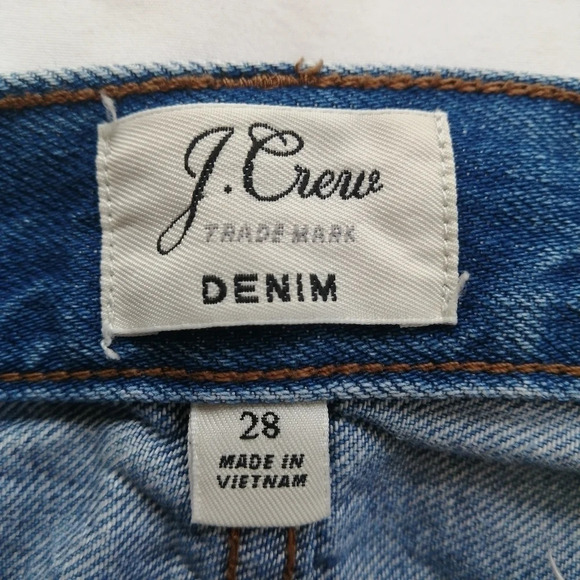 J.Crew
TRADE MARK
DENIM
28
MADE IN
VIETNAM